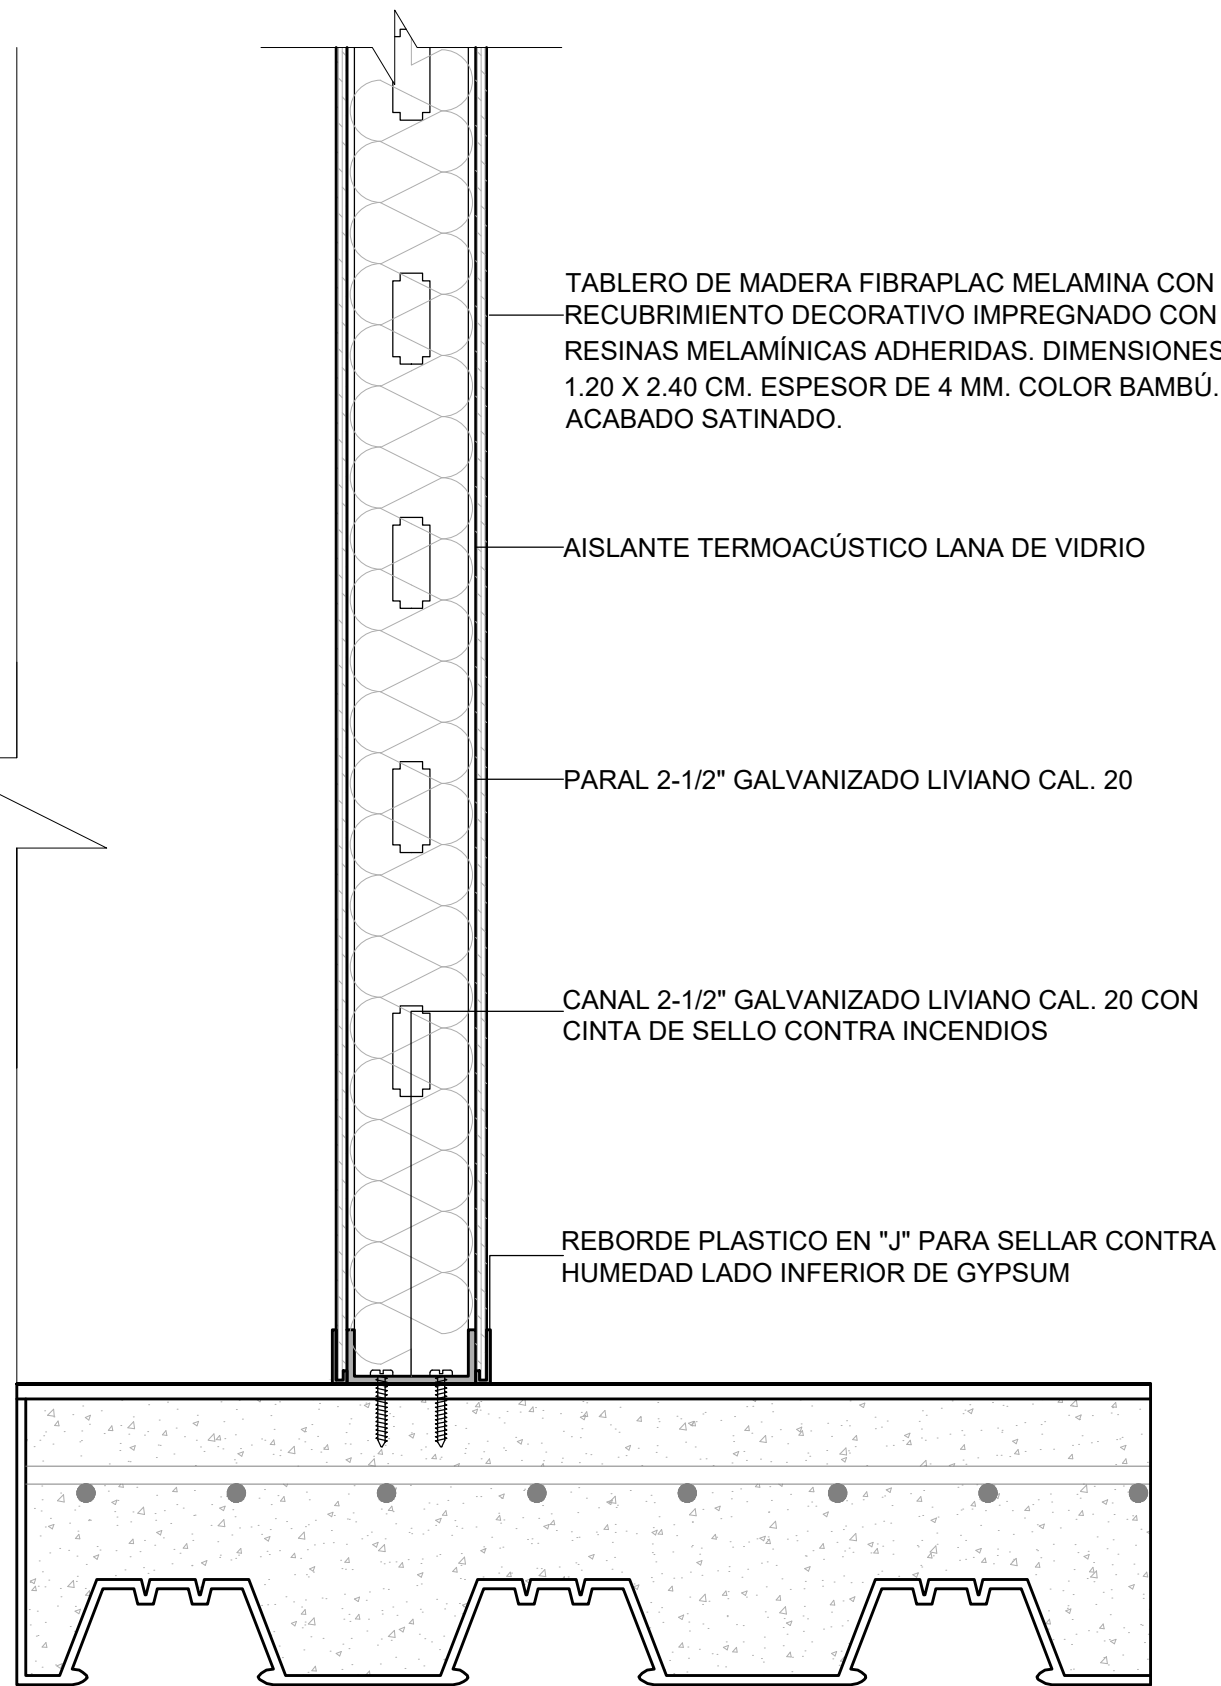 TABLERO DE MADERA FIBRAPLAC MELAMINA CON
RECUBRIMIENTO DECORATIVO IMPREGNADO CON
RESINAS MELAMÍNICAS ADHERIDAS. DIMENSIONES
1.20 X 2.40 CM. ESPESOR DE 4 MM. COLOR BAMBÚ.
ACABADO SATINADO.
AISLANTE TERMOACÚSTICO LANA DE VIDRIO
PARAL 2-1/2" GALVANIZADO LIVIANO CAL. 20
CANAL 2-1/2" GALVANIZADO LIVIANO CAL. 20 CON
CINTA DE SELLO CONTRA INCENDIOS
REBORDE PLASTICO EN "J" PARA SELLAR CONTRA
HUMEDAD LADO INFERIOR DE GYPSUM